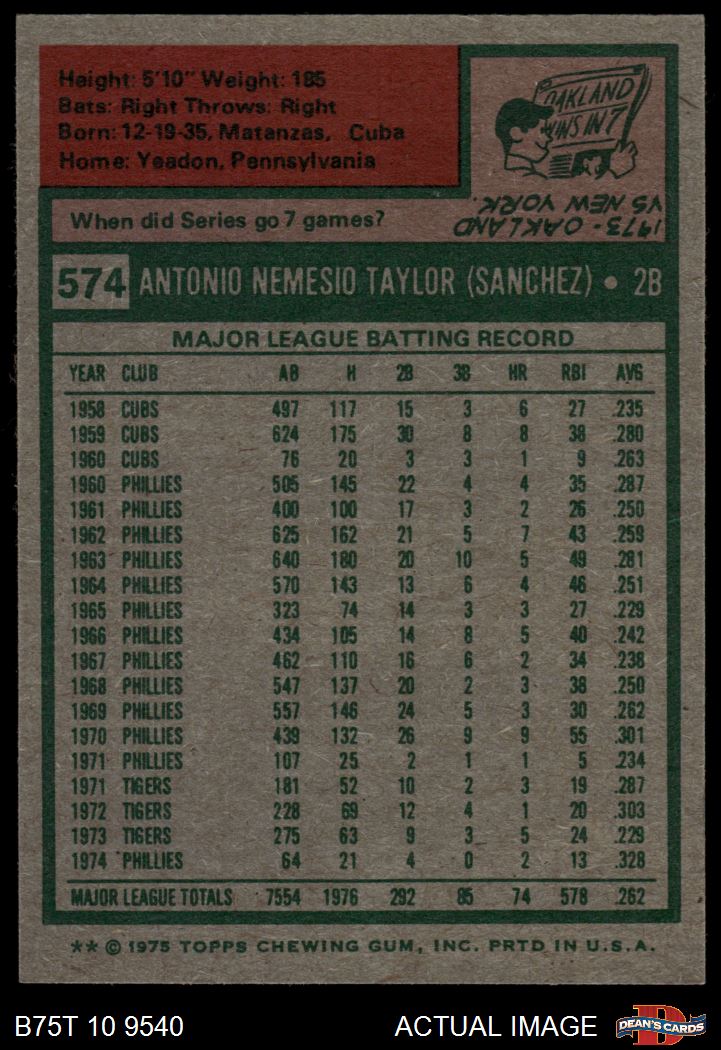 Height: 5'10" Weight: 185
Bats: Right Throws: Right
Born: 12-19-35, Matanzas, Cuba
Home: Yeadon, Pennsylvania
OAKLAND
WINS IN 7
When did Series go 7 games?
1973- OAKLAND
VS NEW YORK.
574 ANTONIO NEMESIO TAYLOR (SANCHEZ) • 2B
MAJOR LEAGUE BATTING RECORD
YEAR CLUB AB H 2B 3B HR RBI AVG
1958 CUBS 497 117 15 3 6 27 .235
1959 CUBS 624 175 30 8 8 38 .280
1960 CUBS 76 20 3 3 1 9 .263
1960 PHILLIES 505 145 22 4 4 35 .287
1961 PHILLIES 400 100 17 3 2 26 .250
1962 PHILLIES 625 162 21 5 7 43 .259
1963 PHILLIES 640 180 20 10 5 49 .281
1964 PHILLIES 570 143 13 6 4 46 .251
1965 PHILLIES 323 74 14 3 3 27 .229
1966 PHILLIES 434 105 14 8 5 40 .242
1967 PHILLIES 462 110 16 6 2 34 .238
1968 PHILLIES 547 137 20 2 3 38 .250
1969 PHILLIES 557 146 24 5 3 30 .262
1970 PHILLIES 439 132 26 9 9 55 .301
1971 PHILLIES 107 25 2 1 1 5 .234
1971 TIGERS 181 52 10 2 3 19 .287
1972 TIGERS 228 69 12 4 1 20 .303
1973 TIGERS 275 63 9 3 5 24 .229
1974 PHILLIES 64 21 4 0 2 13 .328
MAJOR LEAGUE TOTALS 7554 1976 292 85 74 578 .262
** © 1975 TOPPS CHEWING GUM, INC. PRTD IN U.S.A.
B75T 10 9540 ACTUAL IMAGE D DEAN'S CARDS